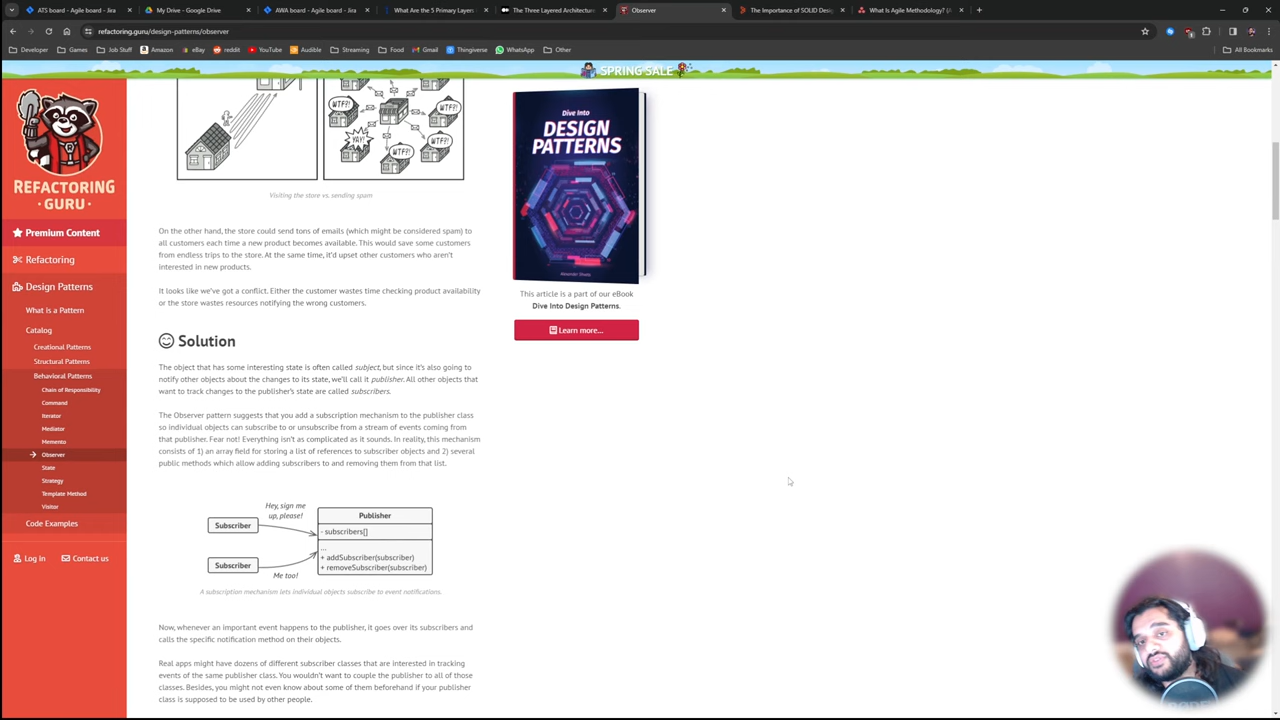 ATS board - Agile board - Jira
My Drive - Google Drive
AWA board - Agile board - Jira
What Are the 5 Primary Layers
The Three Layered Architecture
Observer
The Importance of SOLID Desig
What Is Agile Methodology? (A
refactoring.guru/design-patterns/observer
Developer
Games
Job Stuff
Amazon
eBay
reddit
YouTube
Audible
Streaming
Food
Gmail
Thingiverse
WhatsApp
Other
All Bookmarks
SPRING SALE
REFACTORING
· GURU ·
Premium Content
Refactoring
Design Patterns
What is a Pattern
Catalog
Creational Patterns
Structural Patterns
Behavioral Patterns
Chain of Responsibility
Command
Iterator
Mediator
Memento
Observer
State
Strategy
Template Method
Visitor
Code Examples
Log In
Contact us
WTF?!
WTF?!
YAY!
WTF?!
WTF?!
Visiting the store vs. sending spam
On the other hand, the store could send tons of emails (which might be considered spam) to
all customers each time a new product becomes available. This would save some customers
from endless trips to the store. At the same time, it'd upset other customers who aren't
interested in new products.
It looks like we've got a conflict. Either the customer wastes time checking product availability
or the store wastes resources notifying the wrong customers.
Solution
The object that has some interesting state is often called subject, but since it's also going to
notify other objects about the changes to its state, we'll call it publisher. All other objects that
want to track changes to the publisher's state are called subscribers.
The Observer pattern suggests that you add a subscription mechanism to the publisher class
so individual objects can subscribe to or unsubscribe from a stream of events coming from
that publisher. Fear not! Everything isn't as complicated as it sounds. In reality, this mechanism
consists of 1) an array field for storing a list of references to subscriber objects and 2) several
public methods which allow adding subscribers to and removing them from that list.
Hey, sign me
up, please!
Subscriber
Subscriber
Me too!
Publisher
- subscribers[]
...
+ addSubscriber(subscriber)
+ removeSubscriber(subscriber)
A subscription mechanism lets individual objects subscribe to event notifications.
Now, whenever an important event happens to the publisher, it goes over its subscribers and
calls the specific notification method on their objects.
Real apps might have dozens of different subscriber classes that are interested in tracking
events of the same publisher class. You wouldn't want to couple the publisher to all of those
classes. Besides, you might not even know about some of them beforehand if your publisher
class is supposed to be used by other people.
Dive Into
DESIGN
PATTERNS
Alexander Shvets
This article is a part of our eBook
Dive Into Design Patterns.
Learn more...